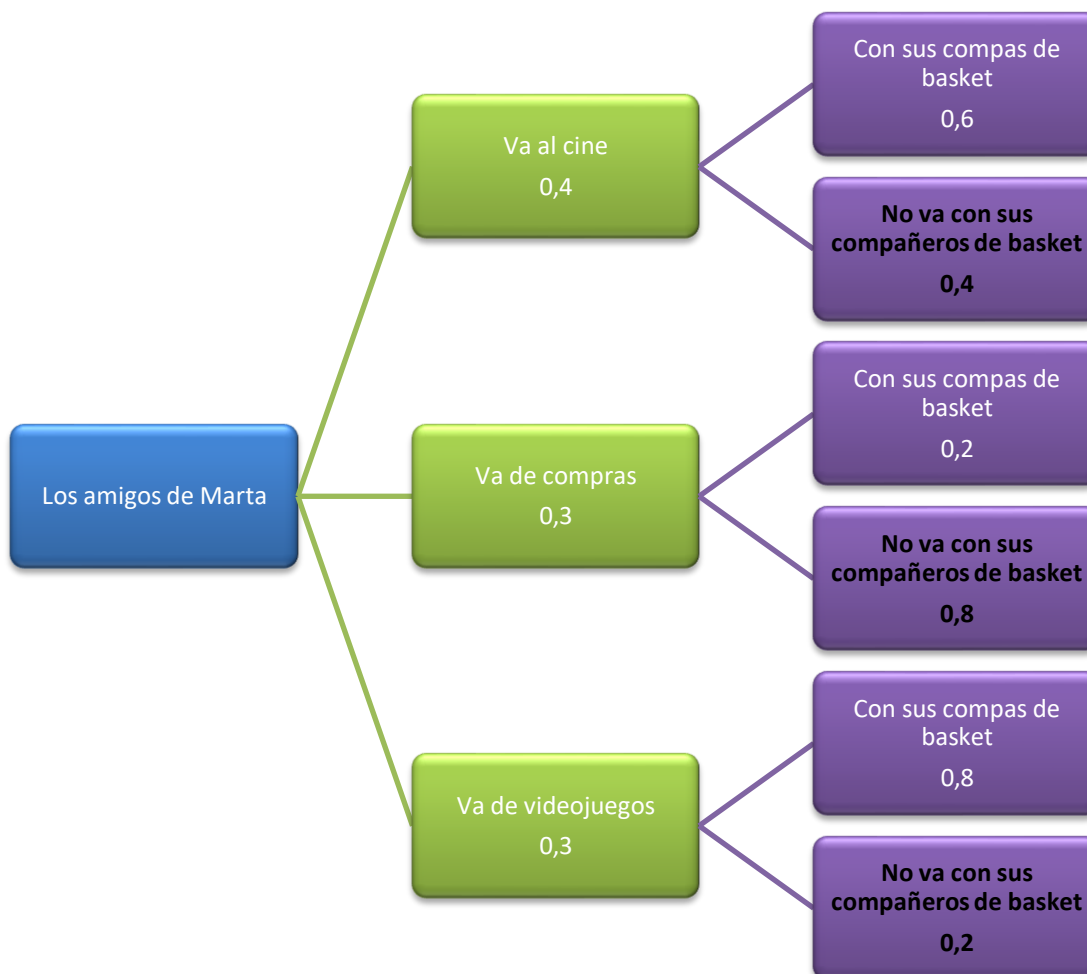 Con sus compas de
basket
0,6
Va al cine
0,4
No va con sus
compañeros de basket
0,4
Con sus compas de
basket
0,2
Los amigos de Marta
Va de compras
0,3
No va con sus
compañeros de basket
0,8
Con sus compas de
basket
0,8
Va de videojuegos
0,3
No va con sus
compañeros de basket
0,2